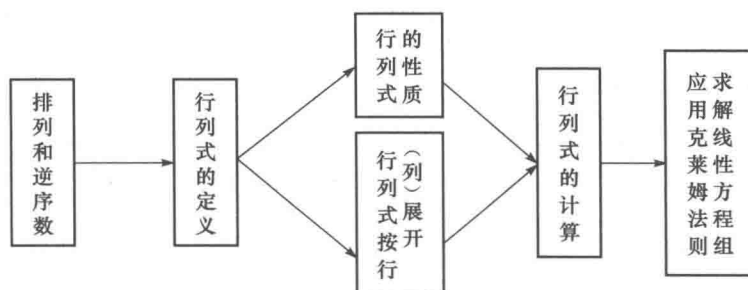 排列和逆序数
行列式的定义
行列式
的性质
行列式按行
(列)展开
行列式的计算
应用克莱姆法则
求解线性方程组